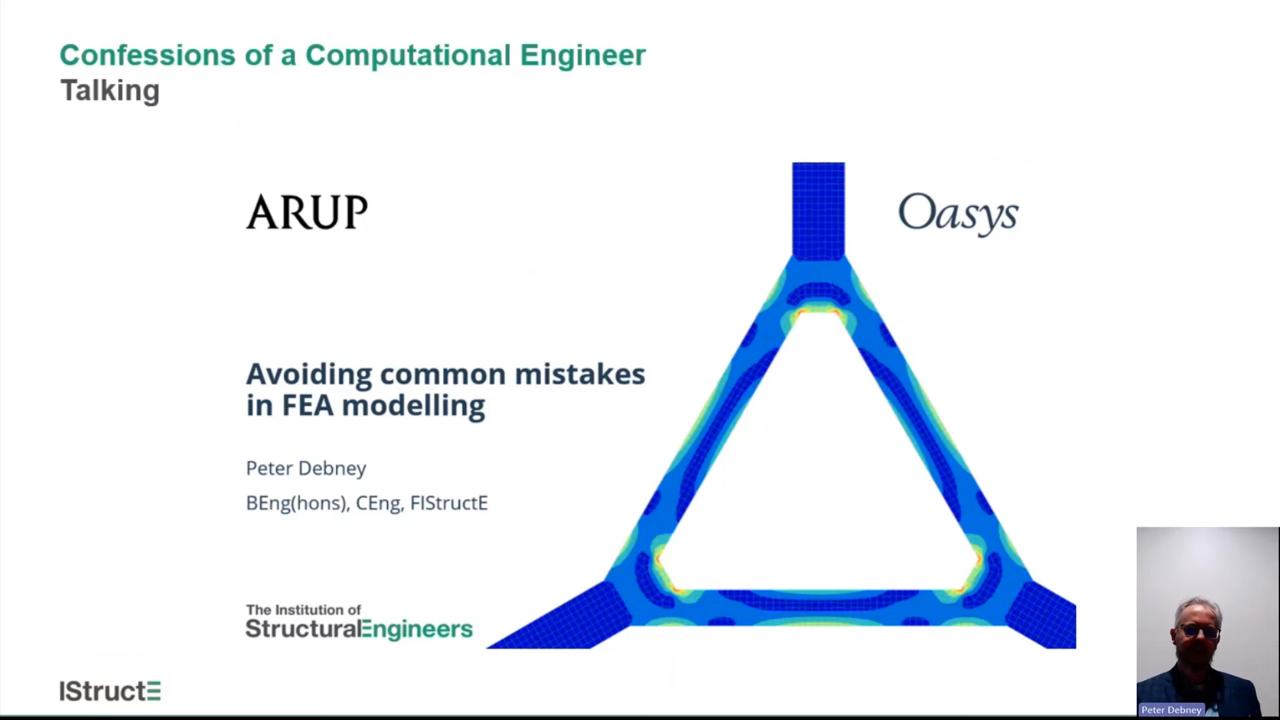 Confessions of a Computational Engineer
Talking
ARUP
Oasys
Avoiding common mistakes
in FEA modelling
Peter Debney
BEng(hons), CEng, FIStructE
The Institution of
StructuralEngineers
IStructE
Peter Debney